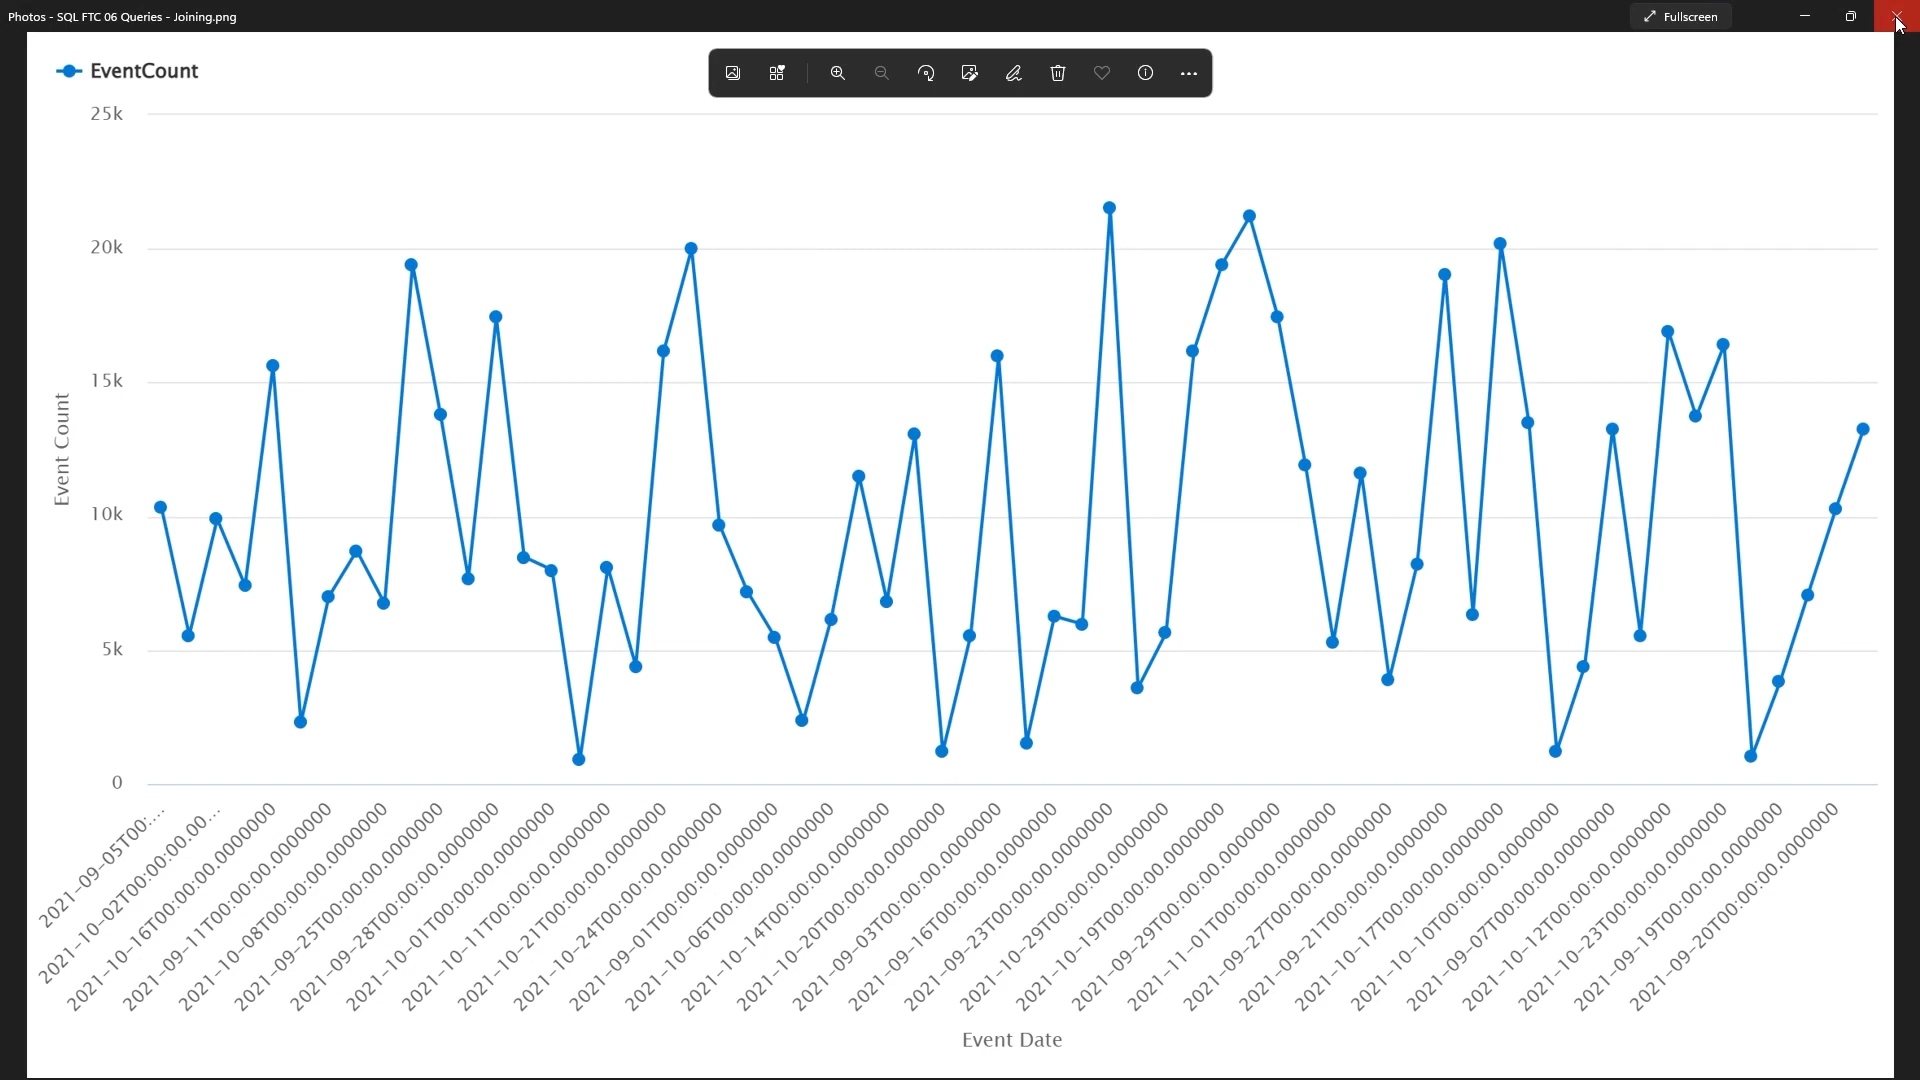 Photos - SQL FTC 06 Queries - Joining.png
Fullscreen
EventCount
25k
20k
15k
10k
5k
0
Event Count
2021-09-05T00:...
2021-10-02T00:00:00.00...
2021-10-16T00:00:00.0000000
2021-09-11T00:00:00.0000000
2021-10-08T00:00:00.0000000
2021-09-25T00:00:00.0000000
2021-09-28T00:00:00.0000000
2021-10-01T00:00:00.0000000
2021-10-11T00:00:00.0000000
2021-10-21T00:00:00.0000000
2021-10-24T00:00:00.0000000
2021-09-01T00:00:00.0000000
2021-10-06T00:00:00.0000000
2021-10-14T00:00:00.0000000
2021-10-20T00:00:00.0000000
2021-09-03T00:00:00.0000000
2021-09-16T00:00:00.0000000
2021-09-23T00:00:00.0000000
2021-10-29T00:00:00.0000000
2021-10-19T00:00:00.0000000
2021-09-29T00:00:00.0000000
2021-11-01T00:00:00.0000000
2021-09-27T00:00:00.0000000
2021-09-21T00:00:00.0000000
2021-10-17T00:00:00.0000000
2021-10-10T00:00:00.0000000
2021-09-07T00:00:00.0000000
2021-10-12T00:00:00.0000000
2021-10-23T00:00:00.0000000
2021-09-19T00:00:00.0000000
2021-09-20T00:00:00.0000000
Event Date